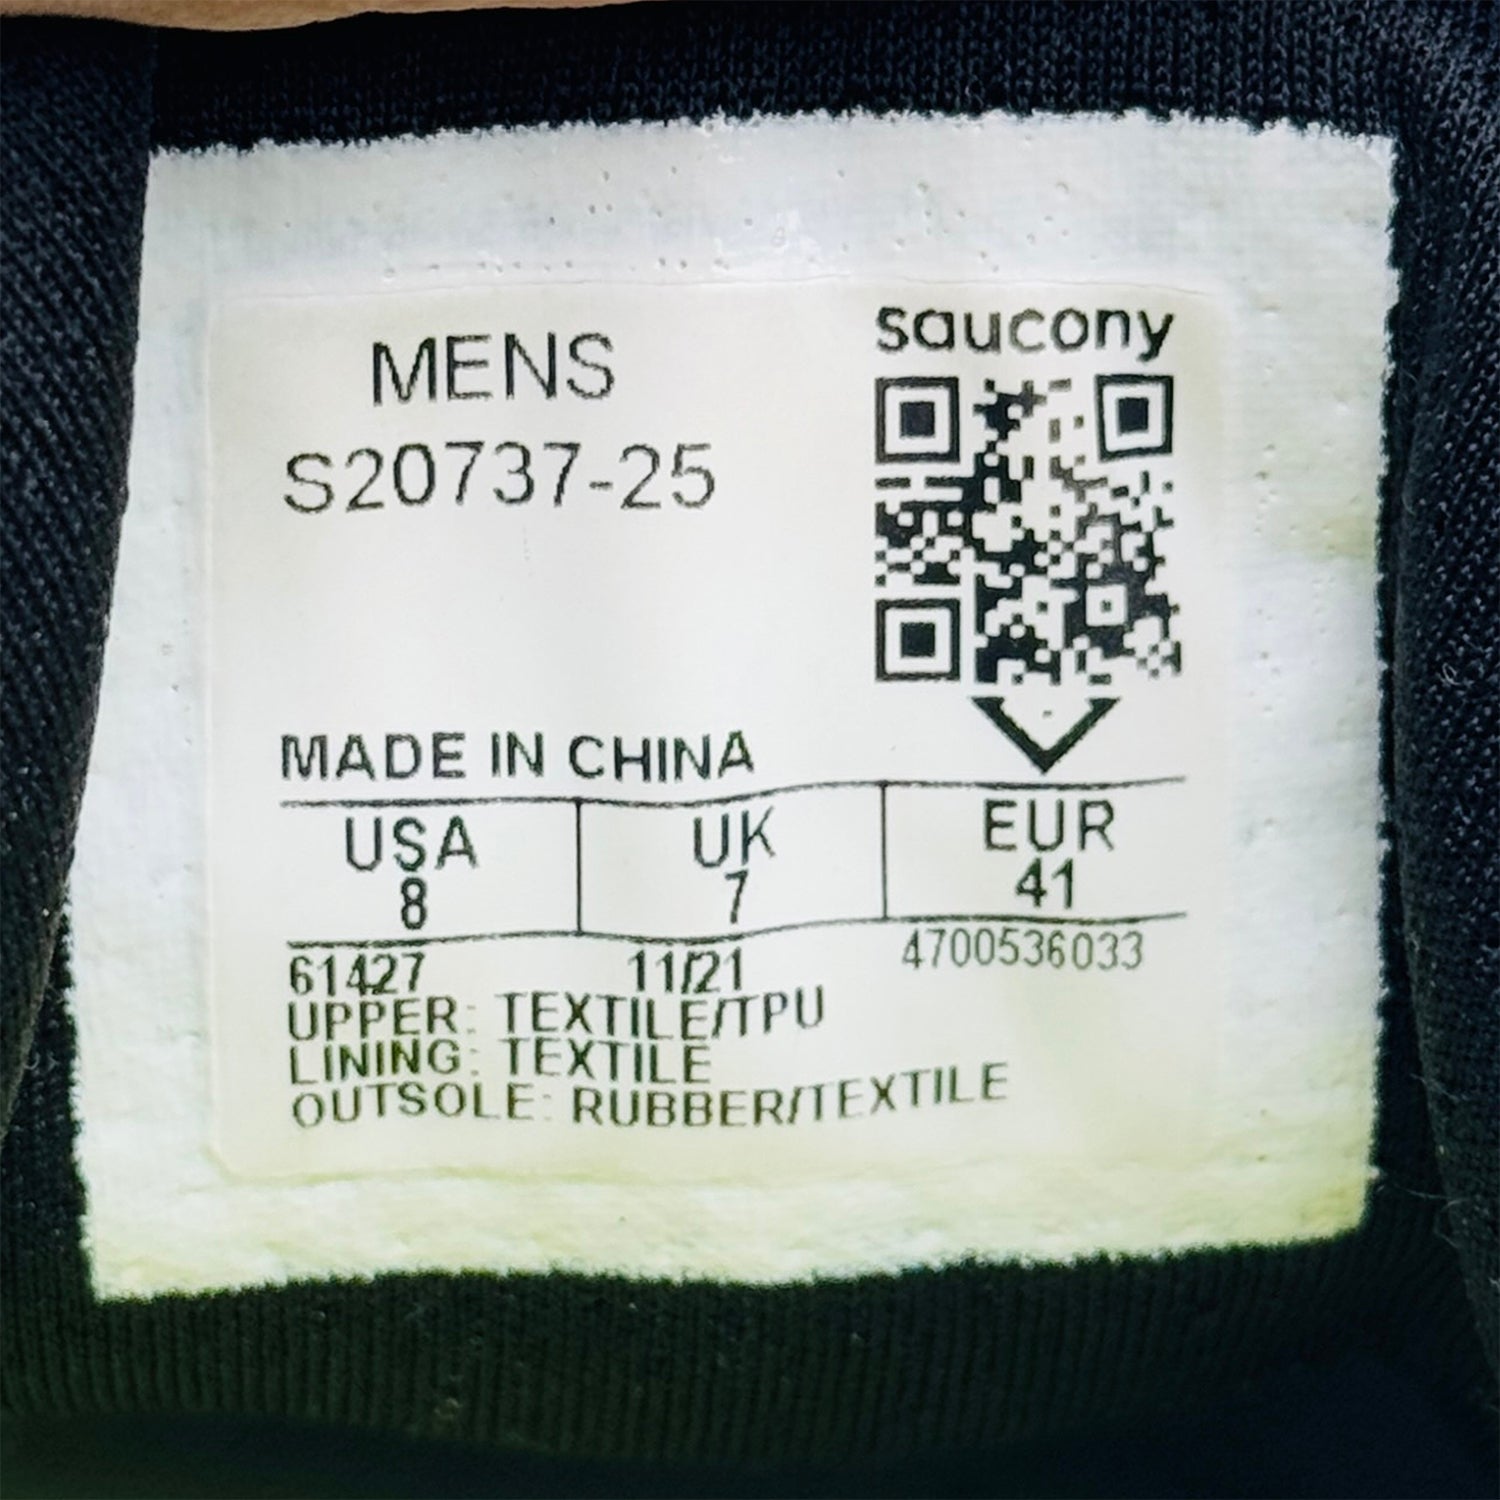 saucony
MENS
S20737-25
MADE IN CHINA
USA UK EUR
8 7 41
61427 11/21 4700536033
UPPER: TEXTILE/TPU
LINING: TEXTILE
OUTSOLE: RUBBER/TEXTILE